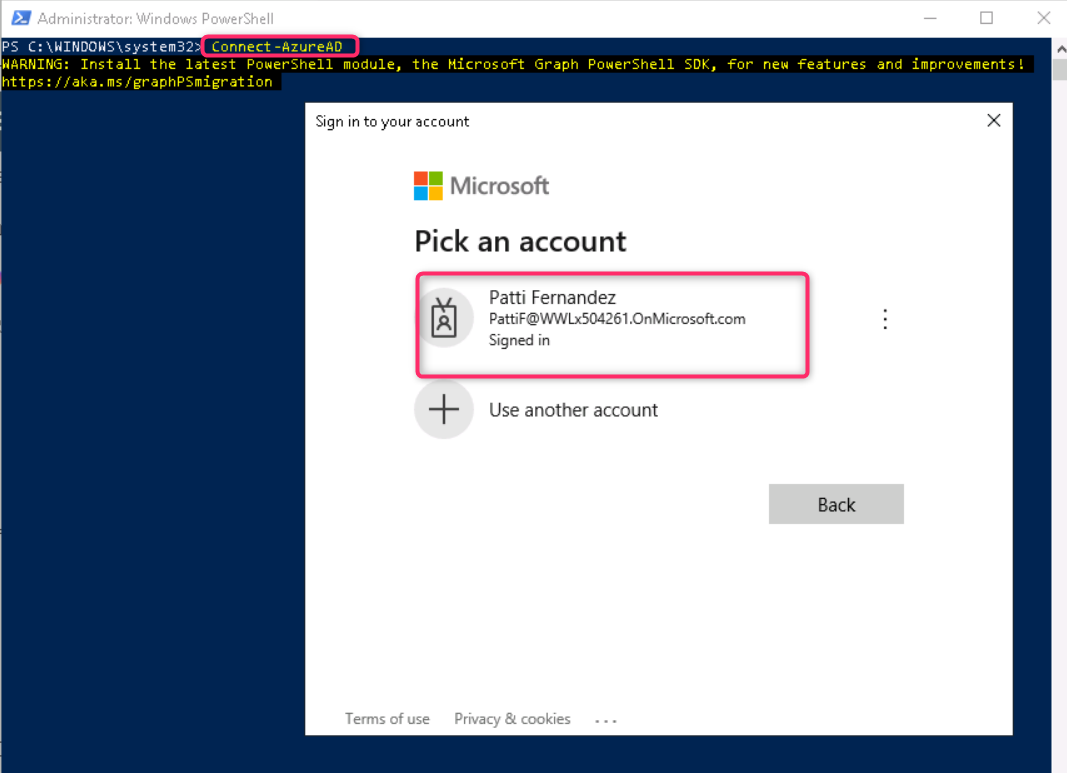 Administrator: Windows PowerShell
PS C:\WINDOWS\system32> Connect-AzureAD
WARNING: Install the latest PowerShell module, the Microsoft Graph PowerShell SDK, for new features and improvements!
https://aka.ms/graphPSmigration
Sign in to your account
Microsoft
Pick an account
Patti Fernandez
PattiF@WWLx504261.OnMicrosoft.com
Signed in
Use another account
Back
Terms of use Privacy & cookies ...